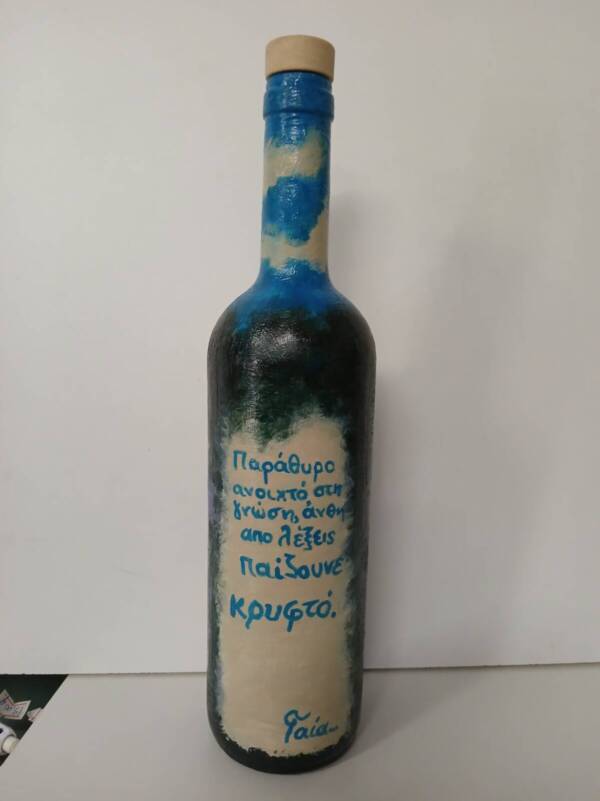 Παράθυρο
ανοιχτό στη
γνώση, άνθη
απο λέξεις
παίζουνε
κρυφτό.
Γαία